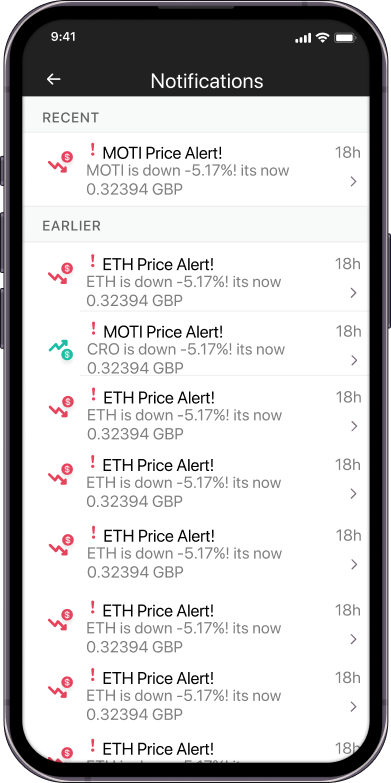 9:41
Notifications
RECENT
! MOTI Price Alert! 18h
MOTI is down -5.17%! its now
0.32394 GBP
EARLIER
! ETH Price Alert! 18h
ETH is down -5.17%! its now
0.32394 GBP
! MOTI Price Alert! 18h
CRO is down -5.17%! its now
0.32394 GBP
! ETH Price Alert! 18h
ETH is down -5.17%! its now
0.32394 GBP
! ETH Price Alert! 18h
ETH is down -5.17%! its now
0.32394 GBP
! ETH Price Alert! 18h
ETH is down -5.17%! its now
0.32394 GBP
! ETH Price Alert! 18h
ETH is down -5.17%! its now
0.32394 GBP
! ETH Price Alert! 18h
ETH is down -5.17%! its now
0.32394 GBP
! ETH Price Alert! 18h